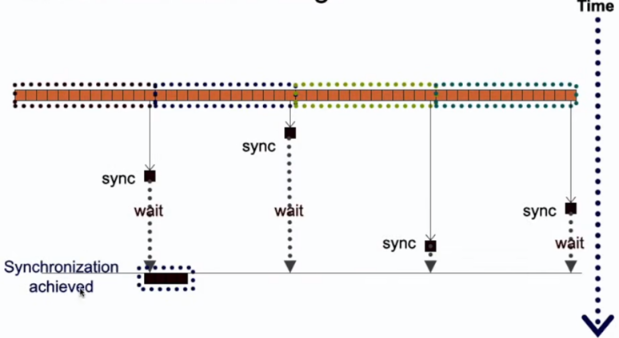 Time
sync
sync
sync
sync
wait
wait
wait
Synchronization
achieved